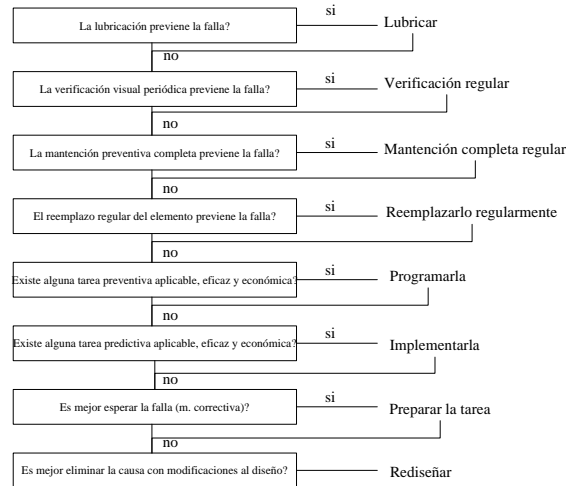 La lubricación previene la falla?
si
Lubricar
no
La verificación visual periódica previene la falla?
si
Verificación regular
no
La mantención preventiva completa previene la falla?
si
Mantención completa regular
no
El reemplazo regular del elemento previene la falla?
si
Reemplazarlo regularmente
no
Existe alguna tarea preventiva aplicable, eficaz y económica?
si
Programarla
no
Existe alguna tarea predictiva aplicable, eficaz y económica?
si
Implementarla
no
Es mejor esperar la falla (m. correctiva)?
si
Preparar la tarea
no
Es mejor eliminar la causa con modificaciones al diseño?
Rediseñar